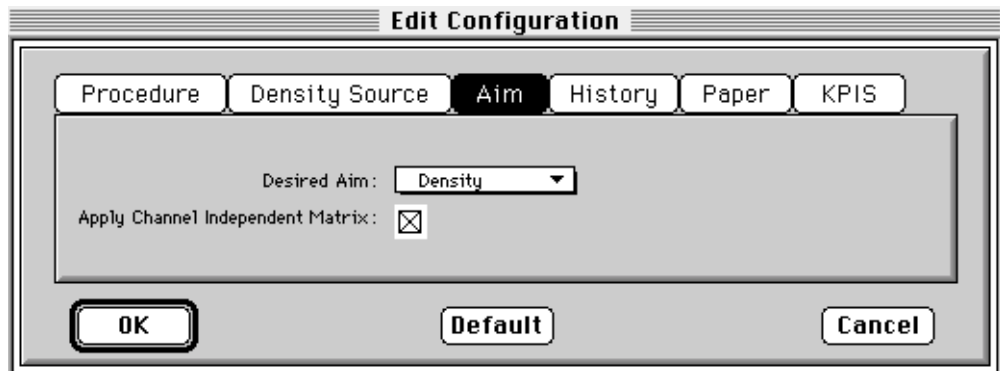 Edit Configuration
Procedure Density Source Aim History Paper KPIS
Desired Aim: Density
Apply Channel Independent Matrix:
OK Default Cancel